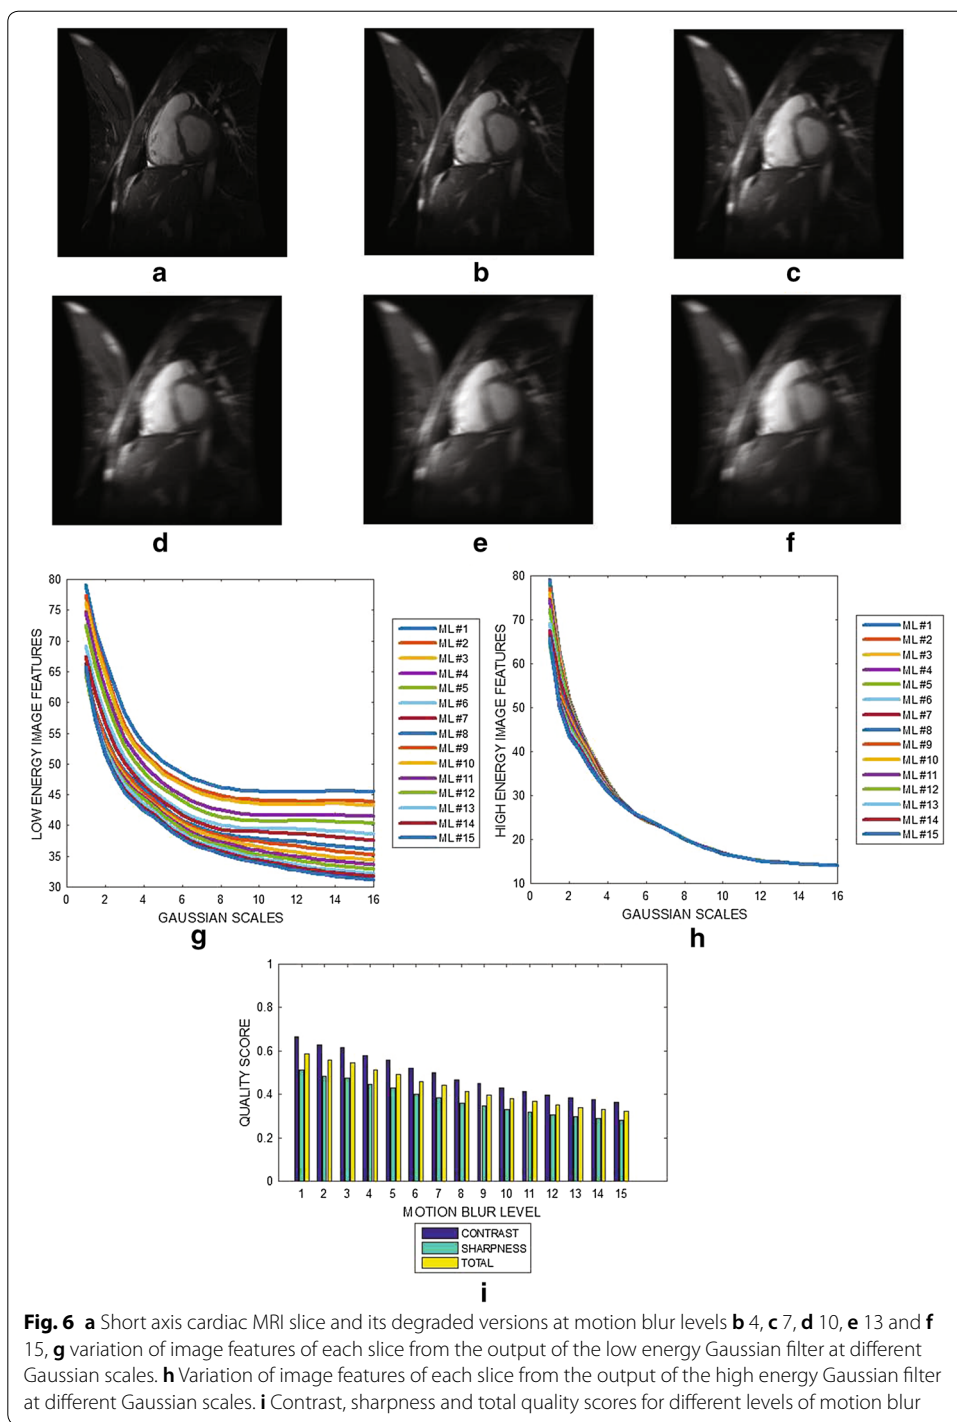 a
b
c
d
e
f
80
75
70
65
60
55
50
45
40
35
30
LOW ENERGY IMAGE FEATURES
0 2 4 6 8 10 12 14 16
GAUSSIAN SCALES
ML#1
ML#2
ML#3
ML#4
ML#5
ML#6
ML#7
ML#8
ML#9
ML#10
ML#11
ML#12
ML#13
ML#14
ML#15
g
80
70
60
50
40
30
20
10
HIGH ENERGY IMAGE FEATURES
0 2 4 6 8 10 12 14 16
GAUSSIAN SCALES
ML#1
ML#2
ML#3
ML#4
ML#5
ML#6
ML#7
ML#8
ML#9
ML#10
ML#11
ML#12
ML#13
ML#14
ML#15
h
1
0.8
0.6
0.4
0.2
0
QUALITY SCORE
1 2 3 4 5 6 7 8 9 10 11 12 13 14 15
MOTION BLUR LEVEL
CONTRAST
SHARPNESS
TOTAL
i
Fig. 6 a Short axis cardiac MRI slice and its degraded versions at motion blur levels b 4, c 7, d 10, e 13 and f
15, g variation of image features of each slice from the output of the low energy Gaussian filter at different
Gaussian scales. h Variation of image features of each slice from the output of the high energy Gaussian filter
at different Gaussian scales. i Contrast, sharpness and total quality scores for different levels of motion blur